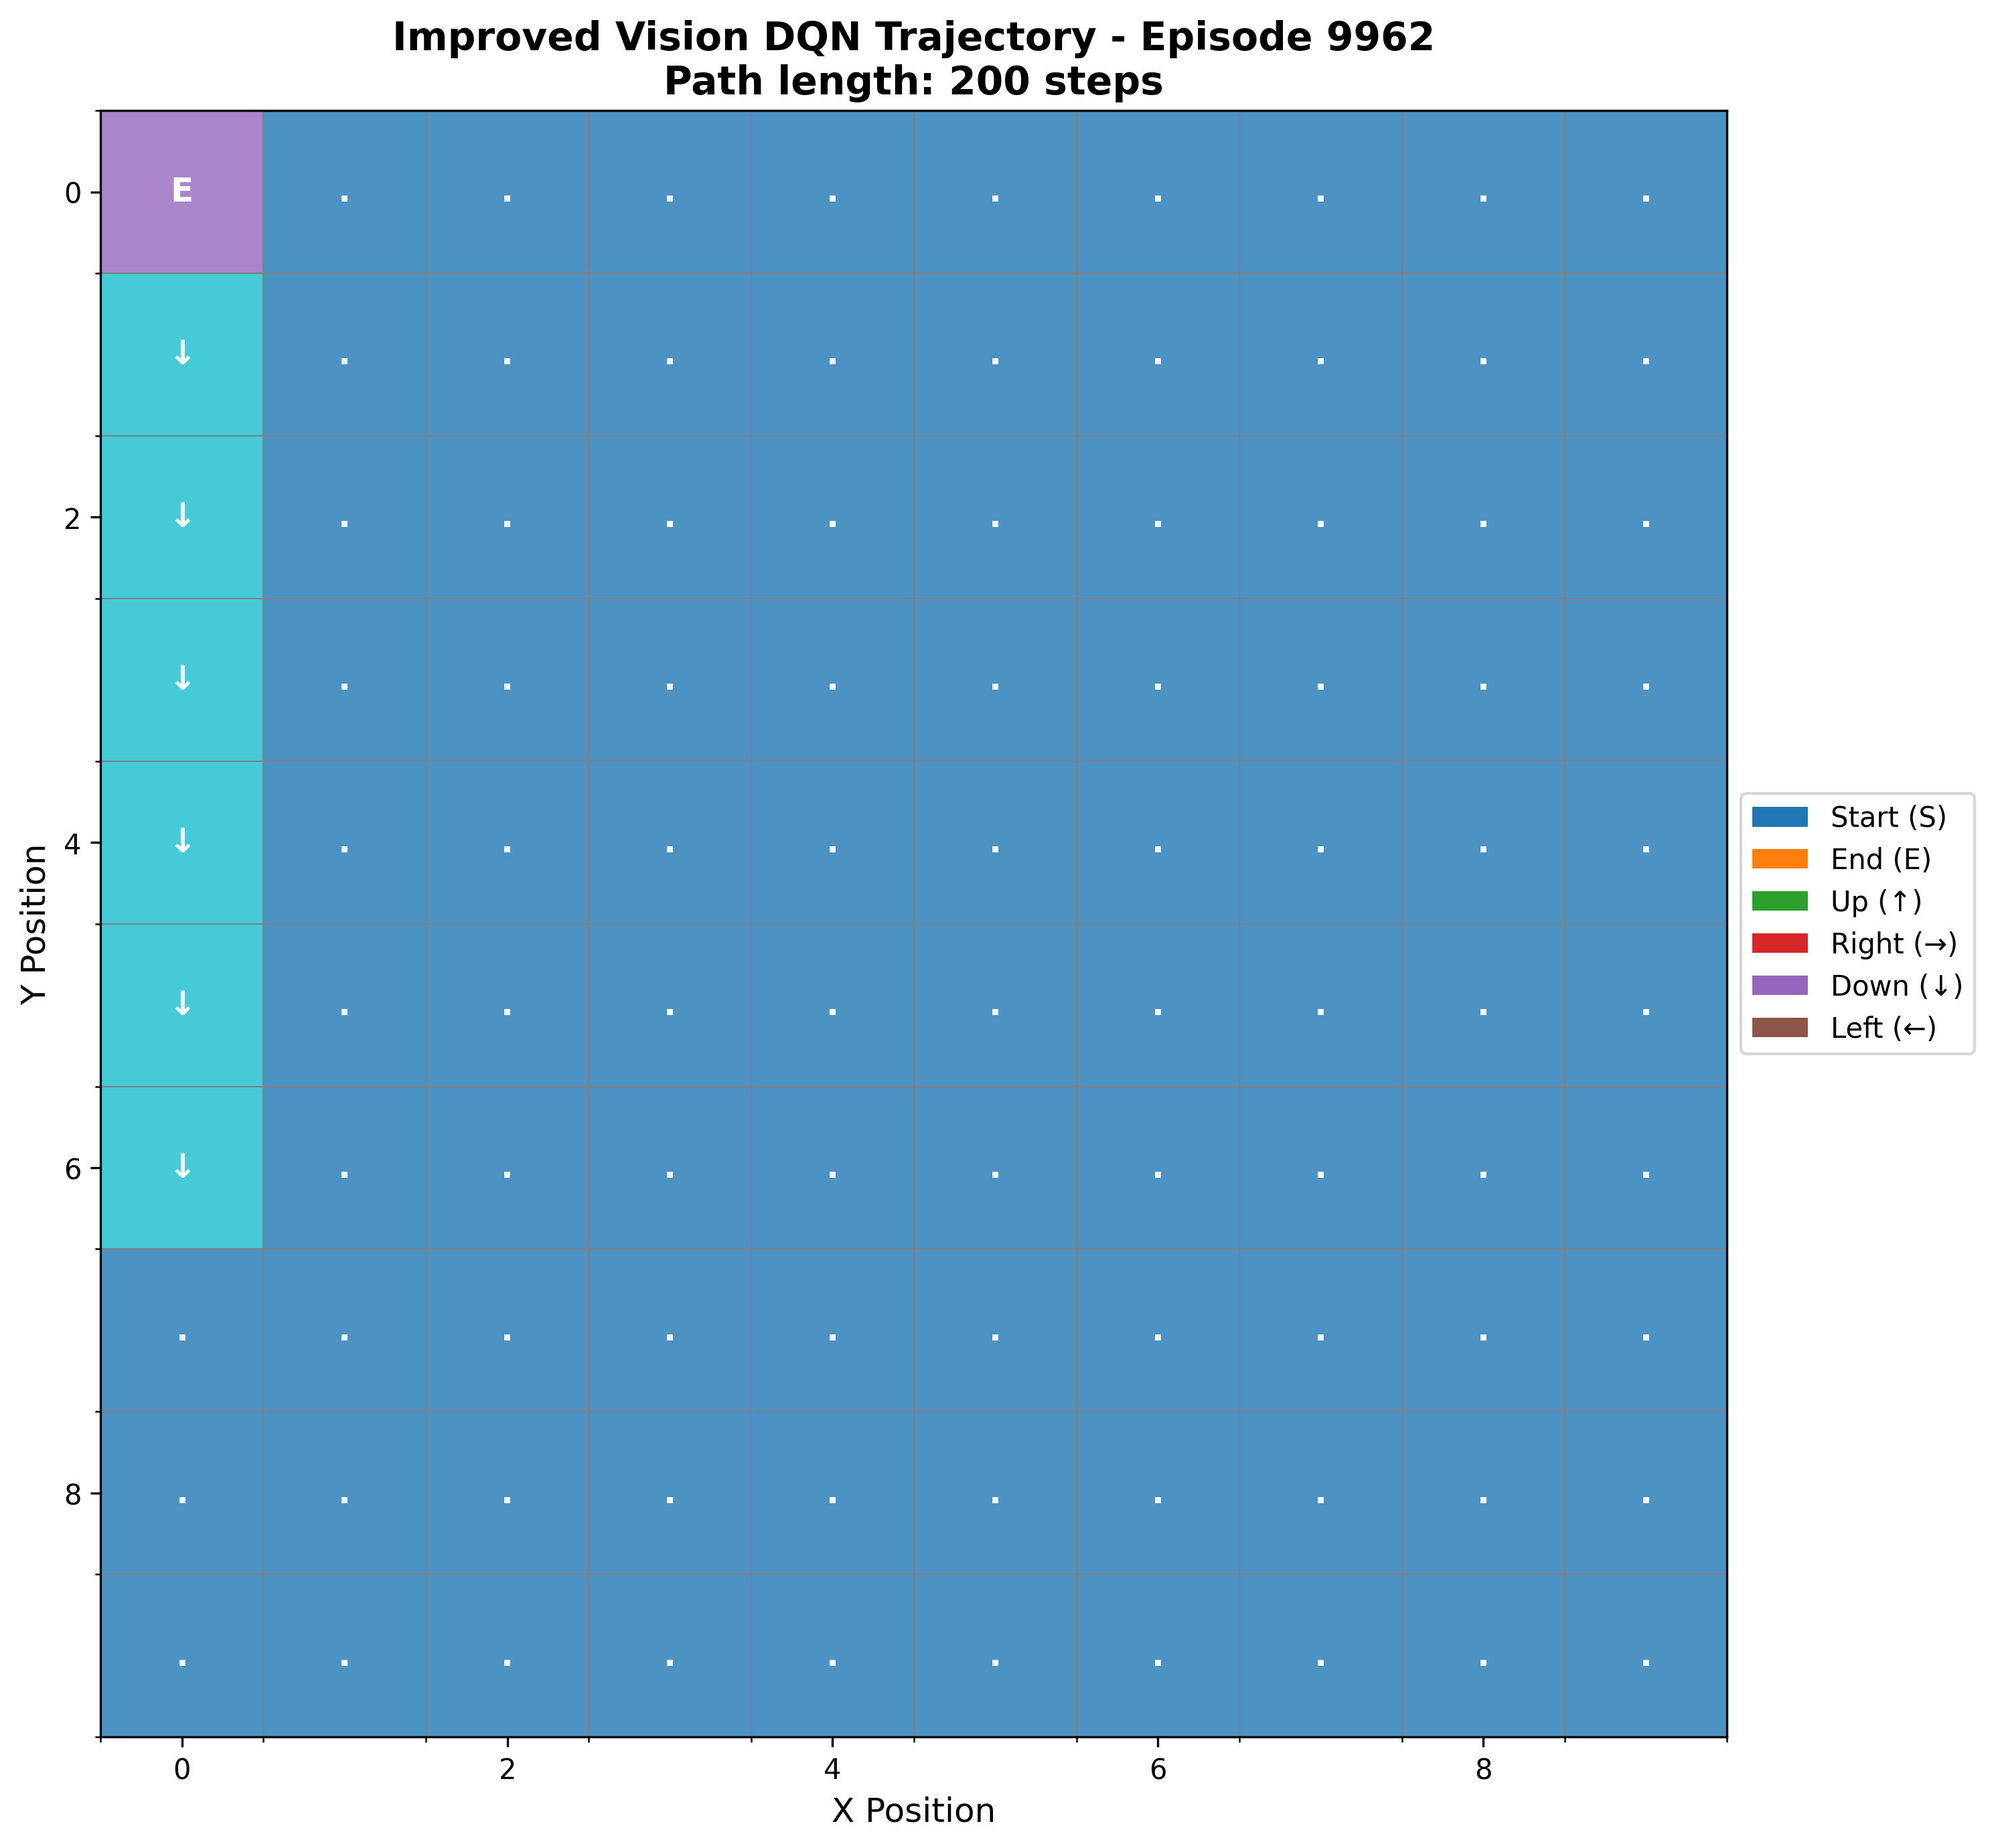 Improved Vision DQN Trajectory - Episode 9962
Path length: 200 steps
0
E
. . . . . . . . .
↓ . . . . . . . . .
2
↓ . . . . . . . . .
↓ . . . . . . . . .
4
↓ . . . . . . . . .
↓ . . . . . . . . .
6
↓ . . . . . . . . .
. . . . . . . . . .
8
. . . . . . . . . .
. . . . . . . . . .
0 2 4 6 8
X Position
Y Position
Start (S)
End (E)
Up (↑)
Right (→)
Down (↓)
Left (←)